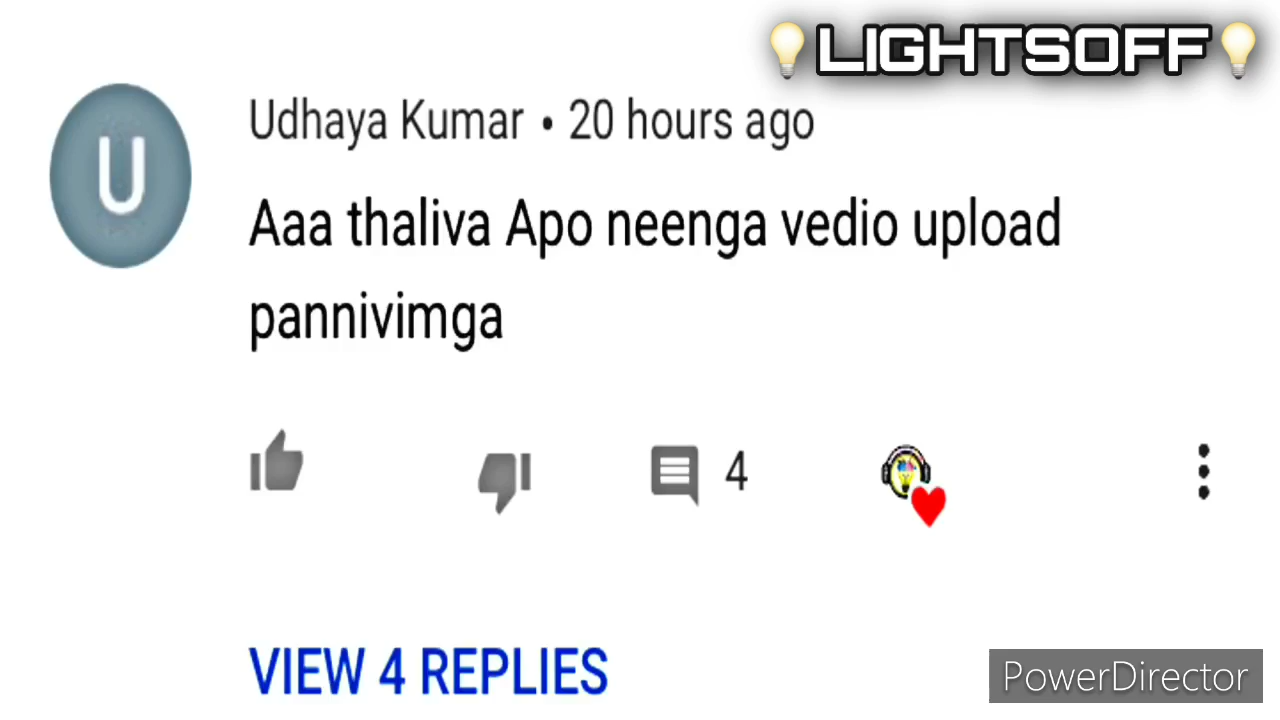 💡LIGHTSOFF💡
U
Udhaya Kumar • 20 hours ago
Aaa thaliva Apo neenga vedio upload
pannivimga
4
VIEW 4 REPLIES
PowerDirector